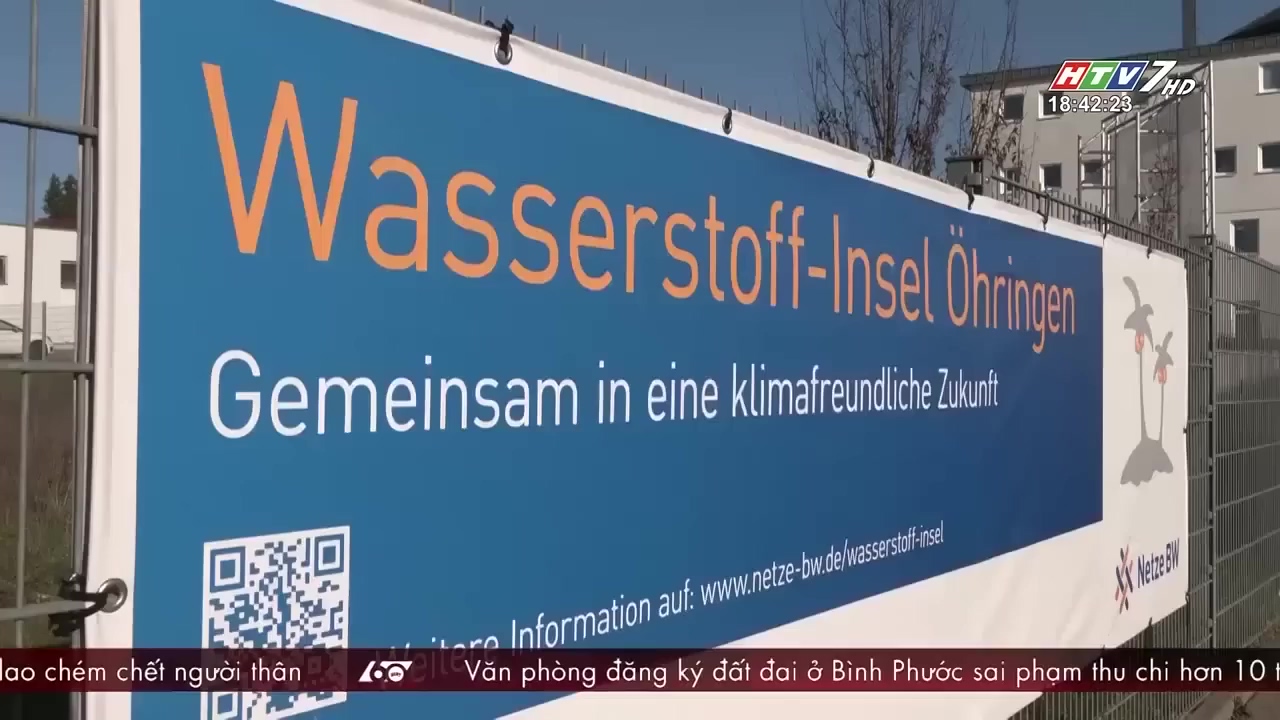 HTV7 HD
18:42:23
Wasserstoff-Insel Öhringen
Gemeinsam in eine klimafreundliche Zukunft
Weitere Information auf: www.netze-bw.de/wasserstoff-insel
Netze BW
dao chém chết người thân
Văn phòng đăng ký đất đai ở Bình Phước sai phạm thu chi hơn 10